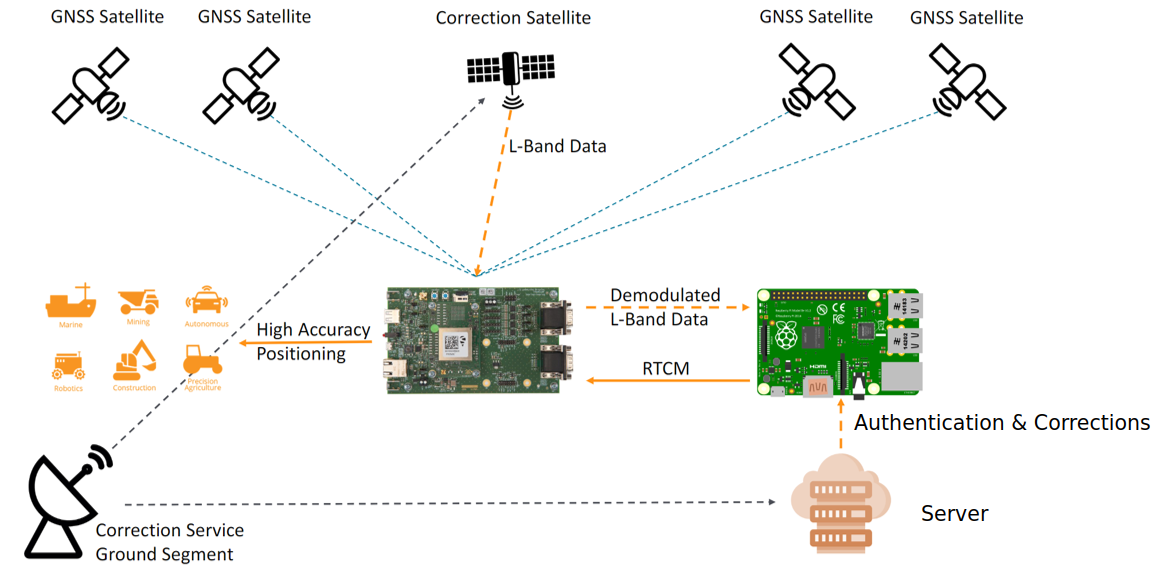 GNSS Satellite
GNSS Satellite
Correction Satellite
GNSS Satellite
GNSS Satellite
L-Band Data
Marine
Mining
Autonomous
Robotics
Construction
Precision
Agriculture
High Accuracy
Positioning
Demodulated
L-Band Data
RTCM
HDMI
Authentication & Corrections
Server
Correction Service
Ground Segment